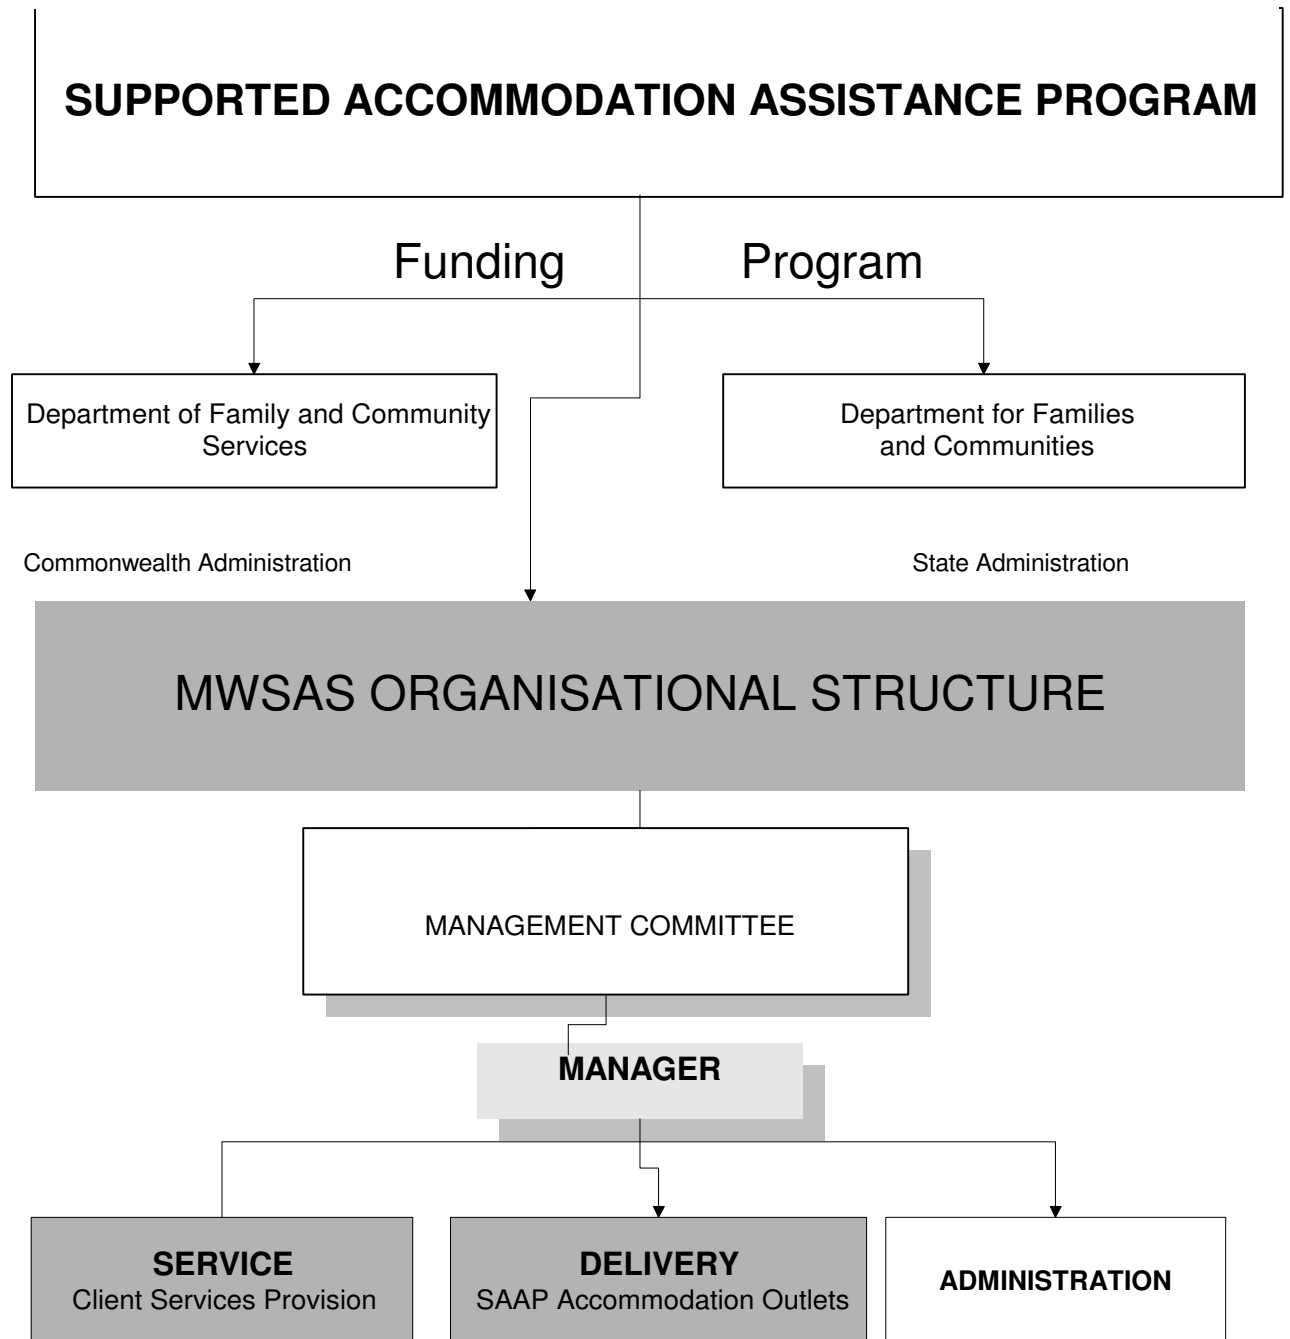 SUPPORTED ACCOMMODATION ASSISTANCE PROGRAM
Funding Program
Department of Family and Community
Services
Department for Families
and Communities
Commonwealth Administration
State Administration
MWSAS ORGANISATIONAL STRUCTURE
MANAGEMENT COMMITTEE
MANAGER
SERVICE
Client Services Provision
DELIVERY
SAAP Accommodation Outlets
ADMINISTRATION